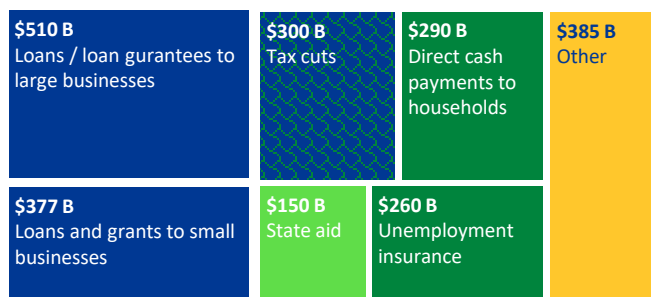 $510 B
Loans / loan gurantees to
large businesses
$300 B
Tax cuts
$290 B
Direct cash
payments to
households
$385 B
Other
$377 B
Loans and grants to small
businesses
$150 B
State aid
$260 B
Unemployment
insurance